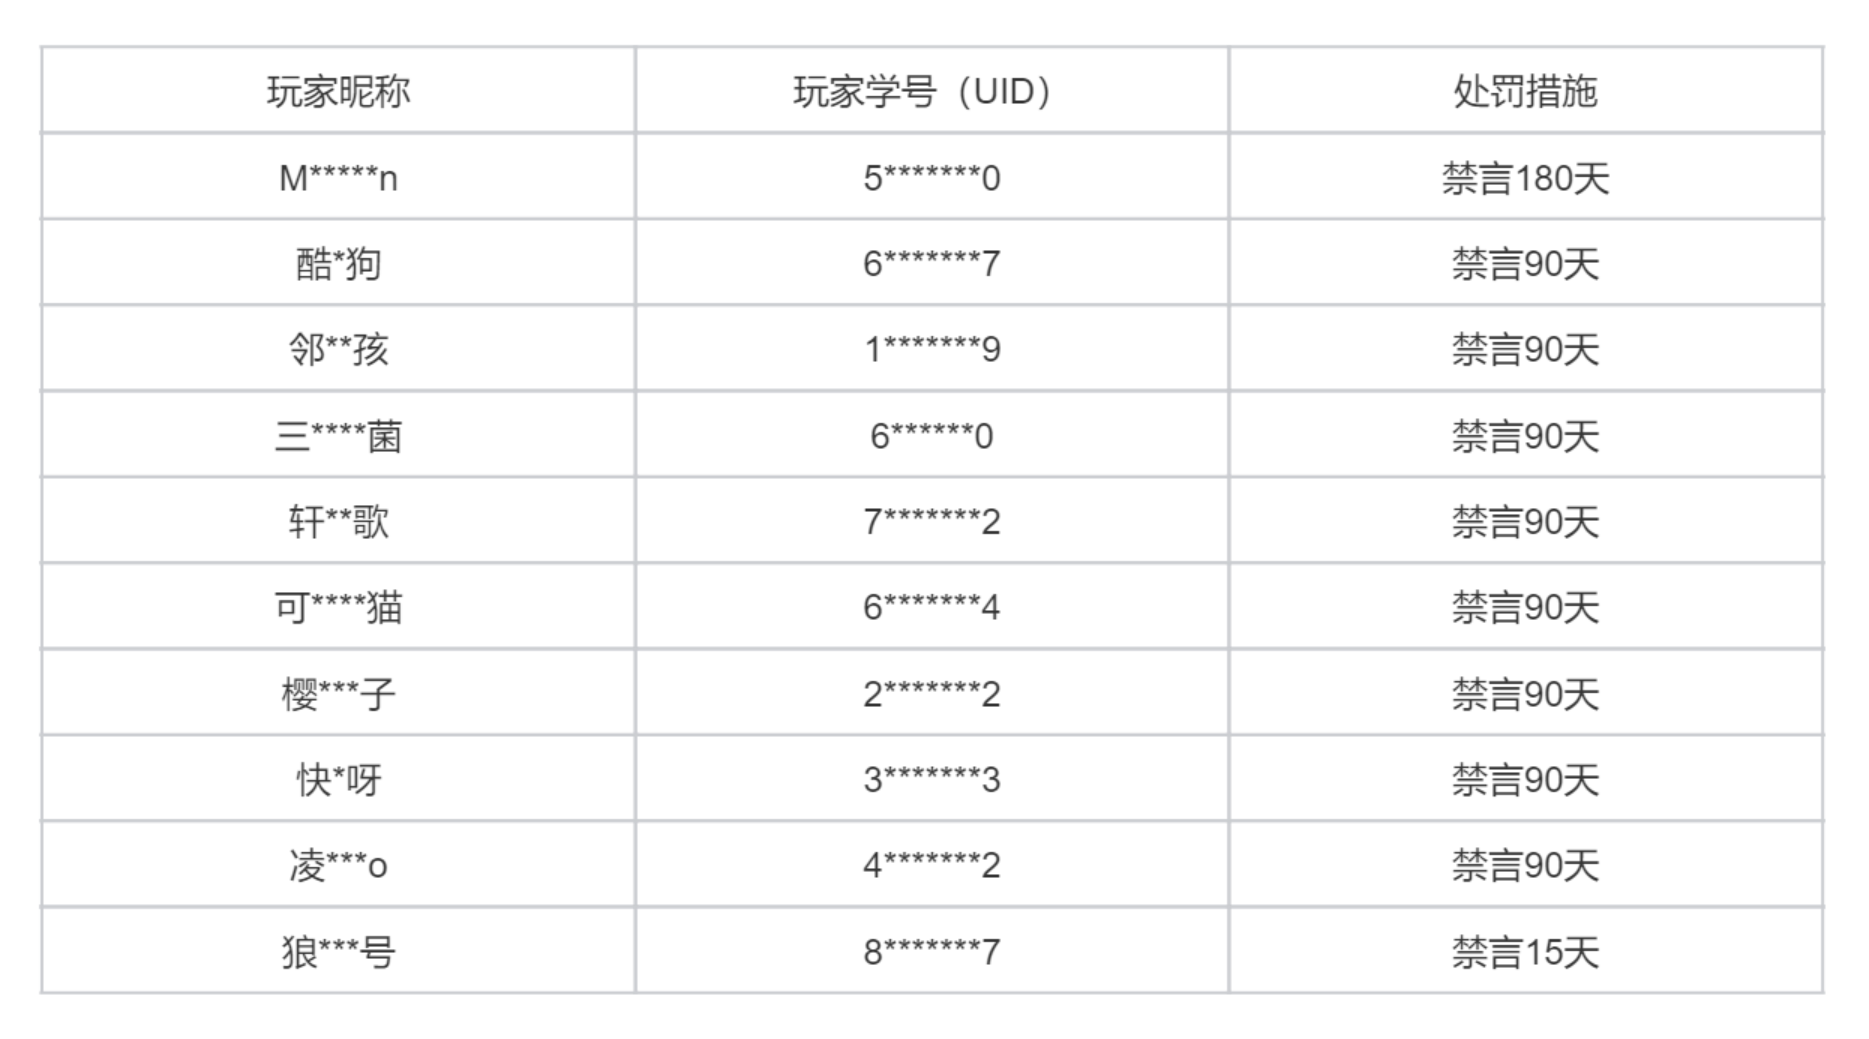 玩家昵称 玩家学号（UID） 处罚措施
M*****n 5*******0 禁言180天
酷*狗 6*******7 禁言90天
邻**孩 1*******9 禁言90天
三****菌 6******0 禁言90天
轩**歌 7*******2 禁言90天
可****猫 6*******4 禁言90天
樱***子 2*******2 禁言90天
快*呀 3*******3 禁言90天
凌***o 4*******2 禁言90天
狼***号 8*******7 禁言15天